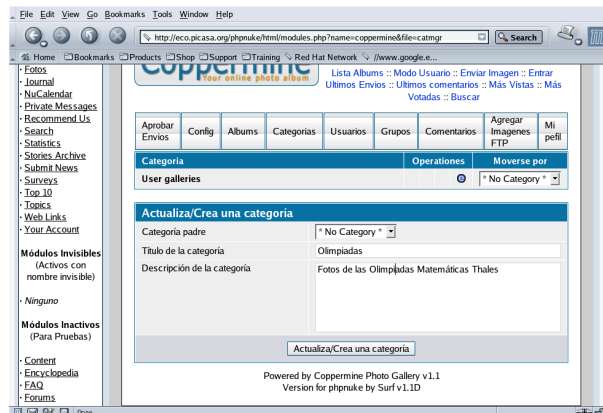 File Edit View Go Bookmarks Tools Window Help
http://eco.picasa.org/phpnuke/html/modules.php?name=coppermine&file=catmgr
Search
Home Bookmarks Products Shop Support Training Red Hat Network //www.google.e...
· Fotos
· Journal
· NuCalendar
· Private Messages
· Recommend Us
· Search
· Statistics
· Stories Archive
· Submit News
· Surveys
· Top 10
· Topics
· Web Links
· Your Account
Módulos Invisibles
(Activos con
nombre invisible)
· Ninguno
Módulos Inactivos
(Para Pruebas)
· Content
· Encyclopedia
· FAQ
· Forums
Coppermine
Your online photo album
Lista Albums :: Modo Usuario :: Enviar Imagen :: Entrar
Ultimos Envios :: Ultimos comentarios :: Más Vistas :: Más
Votadas :: Buscar
Aprobar Envios
Config
Albums
Categorias
Usuarios
Grupos
Comentarios
Agregar Imagenes FTP
Mi pefil
Categoria Operationes Moverse por
User galleries * No Category *
Actualiza/Crea una categoría
Categoría padre * No Category *
Título de la categoría Olimpiadas
Descripción de la categoría Fotos de las Olimpiadas Matemáticas Thales
Actualiza/Crea una categoría
Powered by Coppermine Photo Gallery v1.1
Version for phpnuke by Surf v1.1D
Done